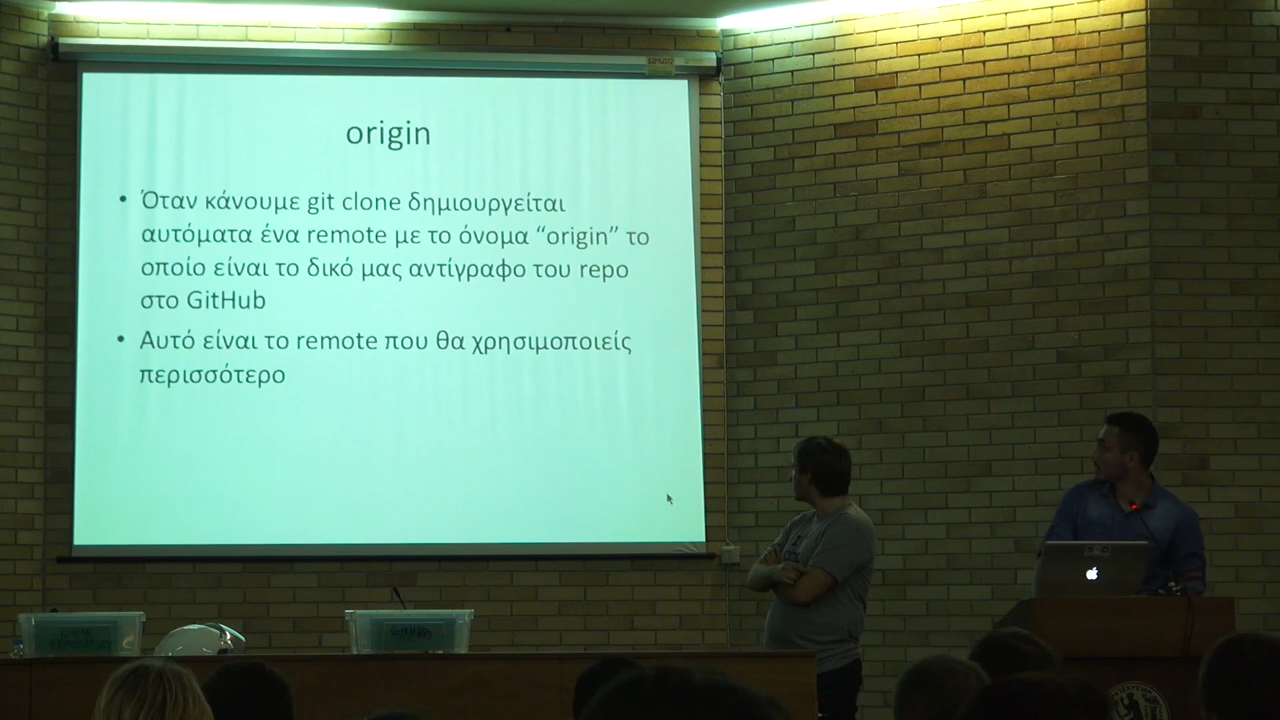 origin
• Όταν κάνουμε git clone δημιουργείται
αυτόματα ένα remote με το όνομα “origin” το
οποίο είναι το δικό μας αντίγραφο του repo
στο GitHub
• Αυτό είναι το remote που θα χρησιμοποιείς
περισσότερο